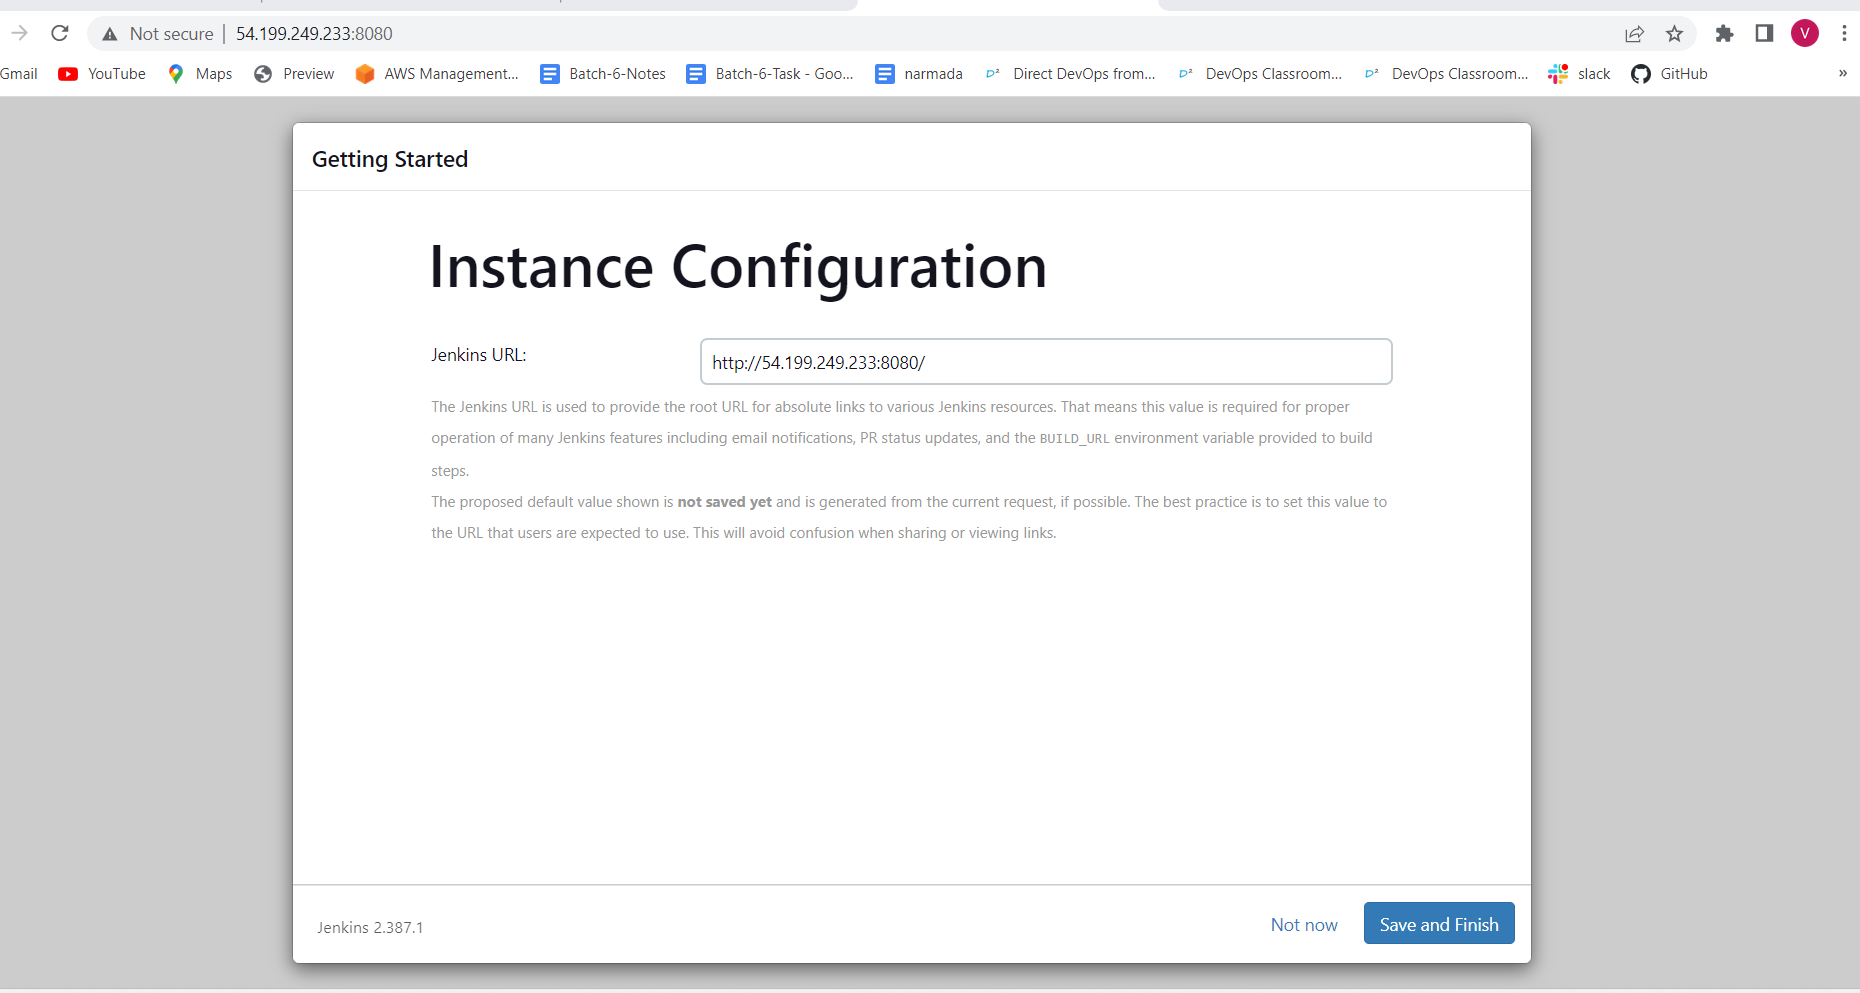 Not secure | 54.199.249.233:8080
V
Gmail YouTube Maps Preview AWS Management... Batch-6-Notes Batch-6-Task - Goo... narmada D² Direct DevOps from... D² DevOps Classroom... D² DevOps Classroom... slack GitHub »
Getting Started
Instance Configuration
Jenkins URL: http://54.199.249.233:8080/
The Jenkins URL is used to provide the root URL for absolute links to various Jenkins resources. That means this value is required for proper
operation of many Jenkins features including email notifications, PR status updates, and the BUILD_URL environment variable provided to build
steps.
The proposed default value shown is not saved yet and is generated from the current request, if possible. The best practice is to set this value to
the URL that users are expected to use. This will avoid confusion when sharing or viewing links.
Jenkins 2.387.1
Not now
Save and Finish